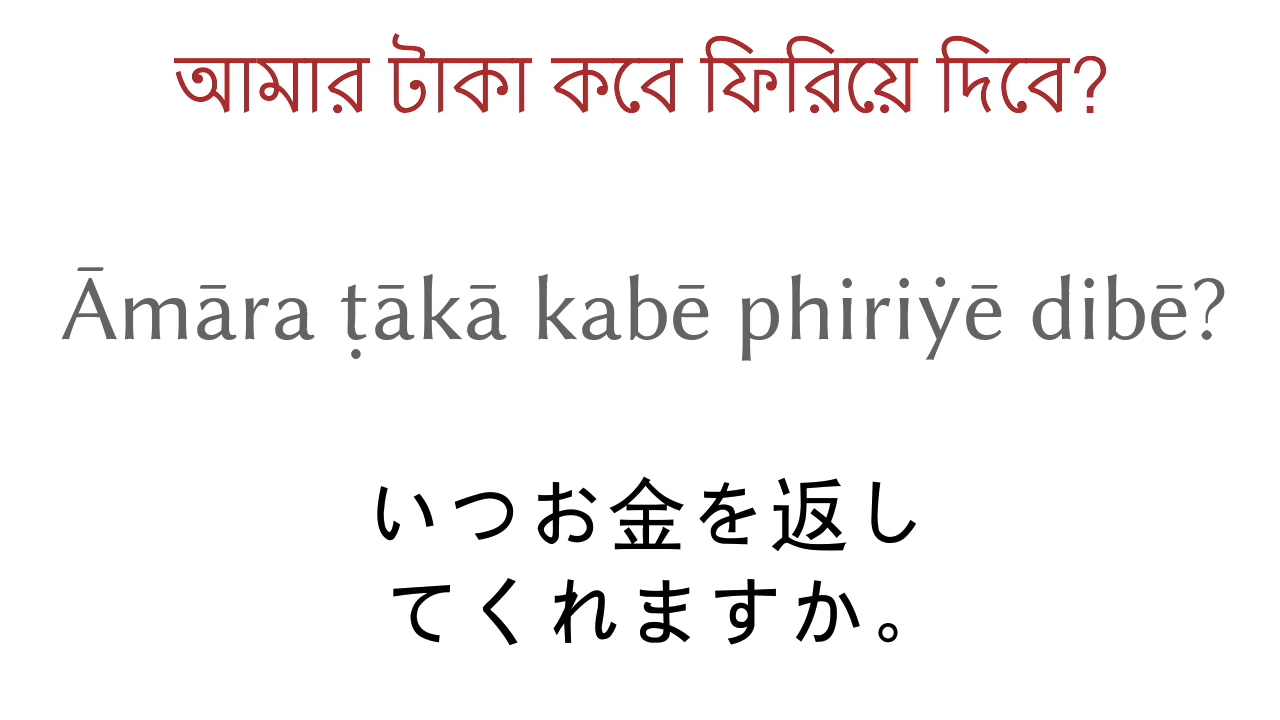 আমার টাকা কবে ফিরিয়ে দিবে?
Āmāra ṭākā kabē phiriẏē dibē?
いつお金を返し
てくれますか。